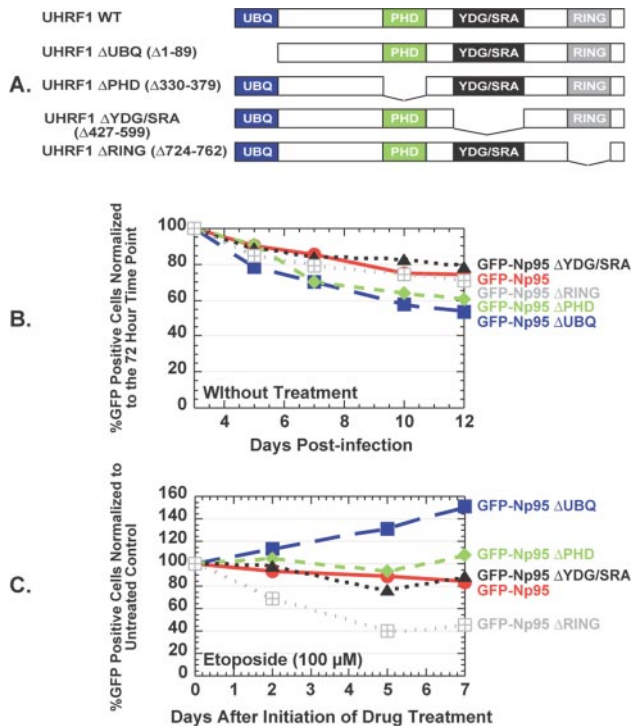 UHRF1 WT
UBQ PHD YDG/SRA RING
UHRF1 ΔUBQ (Δ1-89)
PHD YDG/SRA RING
A.
UHRF1 ΔPHD (Δ330-379)
UBQ YDG/SRA RING
UHRF1 ΔYDG/SRA
(Δ427-599)
UBQ PHD RING
UHRF1 ΔRING (Δ724-762)
UBQ PHD YDG/SRA
B.
%GFP Positive Cells Normalized
to the 72 Hour Time Point
100
80
60
40
20
0
4 6 8 10 12
WIthout Treatment
Days Post-infection
GFP-Np95 ΔYDG/SRA
GFP-Np95
GFP-Np95 ΔRING
GFP-Np95 ΔPHD
GFP-Np95 ΔUBQ
C.
%GFP Positive Cells Normalized to
Untreated Control
160
140
120
100
80
60
40
20
0
0 1 2 3 4 5 6 7
Etoposide (100 µM)
Days After Initiation of Drug Treatment
GFP-Np95 ΔUBQ
GFP-Np95 ΔPHD
GFP-Np95 ΔYDG/SRA
GFP-Np95
GFP-Np95 ΔRING